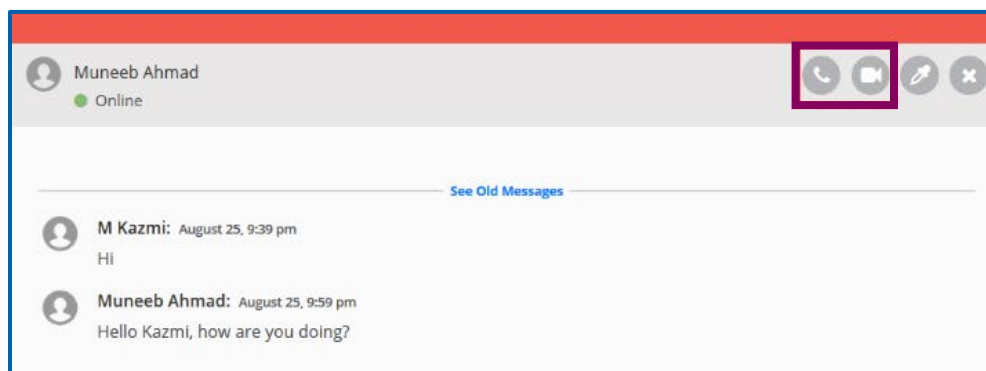 Muneeb Ahmad
Online
See Old Messages
M Kazmi: August 25, 9:39 pm
Hi
Muneeb Ahmad: August 25, 9:59 pm
Hello Kazmi, how are you doing?